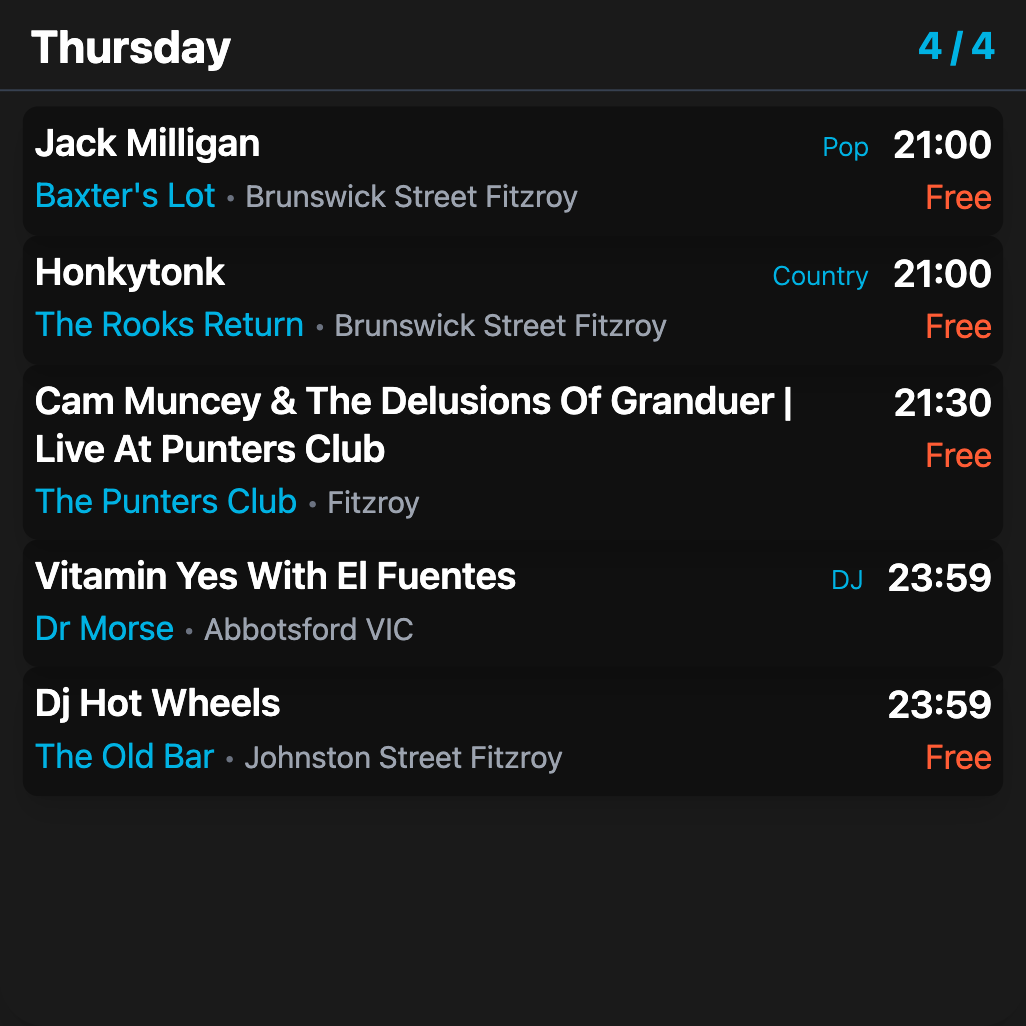 Thursday 4 / 4
Jack Milligan Pop 21:00
Baxter's Lot • Brunswick Street Fitzroy Free
Honkytonk Country 21:00
The Rooks Return • Brunswick Street Fitzroy Free
Cam Muncey & The Delusions Of Granduer | 21:30
Live At Punters Club Free
The Punters Club • Fitzroy
Vitamin Yes With El Fuentes DJ 23:59
Dr Morse • Abbotsford VIC
Dj Hot Wheels 23:59
The Old Bar • Johnston Street Fitzroy Free